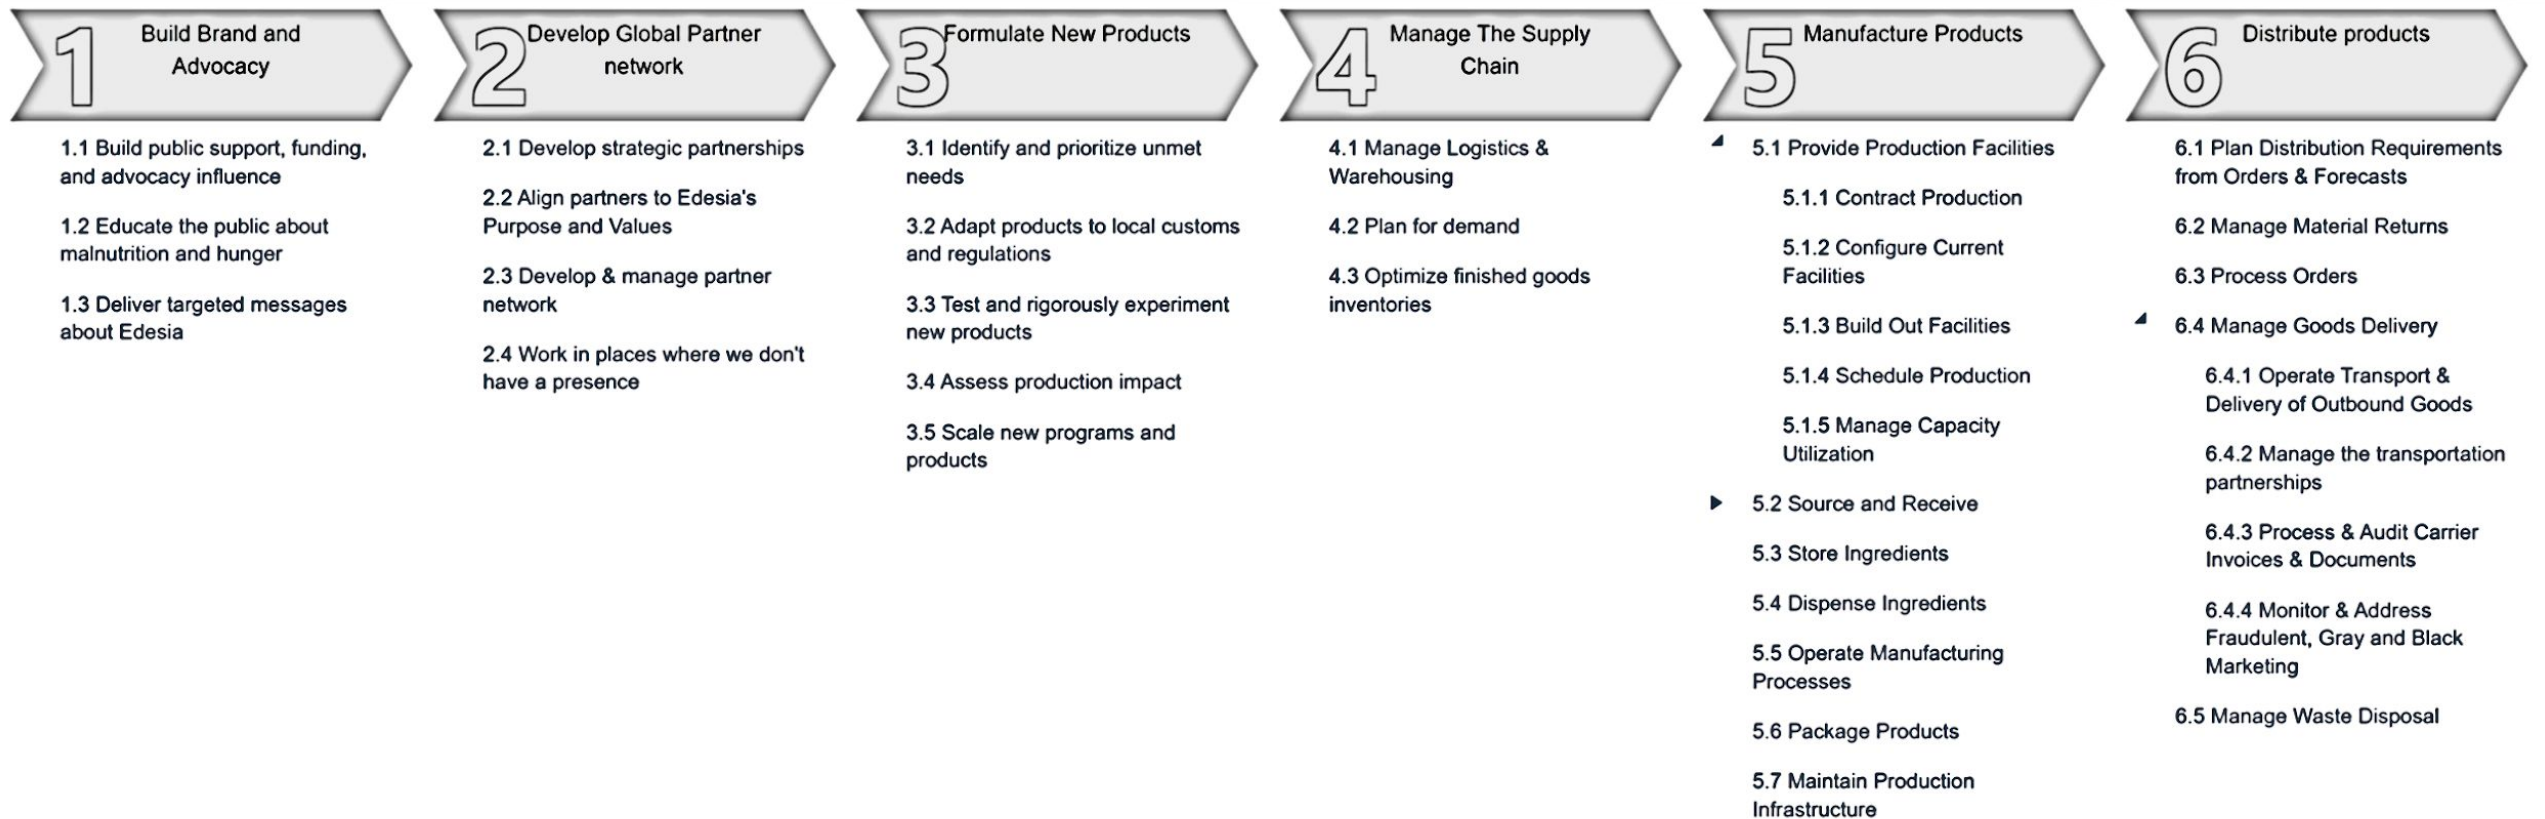 1
Build Brand and
Advocacy
1.1 Build public support, funding,
and advocacy influence
1.2 Educate the public about
malnutrition and hunger
1.3 Deliver targeted messages
about Edesia
2
Develop Global Partner
network
2.1 Develop strategic partnerships
2.2 Align partners to Edesia's
Purpose and Values
2.3 Develop & manage partner
network
2.4 Work in places where we don't
have a presence
3
Formulate New Products
3.1 Identify and prioritize unmet
needs
3.2 Adapt products to local customs
and regulations
3.3 Test and rigorously experiment
new products
3.4 Assess production impact
3.5 Scale new programs and
products
4
Manage The Supply
Chain
4.1 Manage Logistics &
Warehousing
4.2 Plan for demand
4.3 Optimize finished goods
inventories
5
Manufacture Products
5.1 Provide Production Facilities
5.1.1 Contract Production
5.1.2 Configure Current
Facilities
5.1.3 Build Out Facilities
5.1.4 Schedule Production
5.1.5 Manage Capacity
Utilization
5.2 Source and Receive
5.3 Store Ingredients
5.4 Dispense Ingredients
5.5 Operate Manufacturing
Processes
5.6 Package Products
5.7 Maintain Production
Infrastructure
6
Distribute products
6.1 Plan Distribution Requirements
from Orders & Forecasts
6.2 Manage Material Returns
6.3 Process Orders
6.4 Manage Goods Delivery
6.4.1 Operate Transport &
Delivery of Outbound Goods
6.4.2 Manage the transportation
partnerships
6.4.3 Process & Audit Carrier
Invoices & Documents
6.4.4 Monitor & Address
Fraudulent, Gray and Black
Marketing
6.5 Manage Waste Disposal